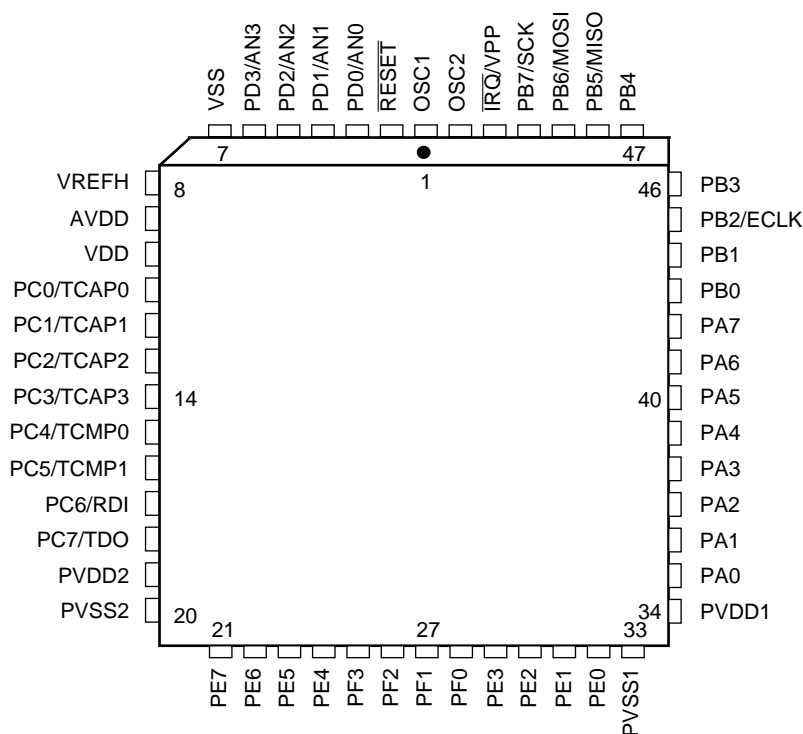 VSS
PD3/AN3
PD2/AN2
PD1/AN1
PD0/AN0
RESET
OSC1
OSC2
IRQ/VPP
PB7/SCK
PB6/MOSI
PB5/MISO
PB4
7
1
47
VREFH
8
46
PB3
AVDD
PB2/ECLK
VDD
PB1
PC0/TCAP0
PB0
PC1/TCAP1
PA7
PC2/TCAP2
PA6
PC3/TCAP3
14
40
PA5
PC4/TCMP0
PA4
PC5/TCMP1
PA3
PC6/RDI
PA2
PC7/TDO
PA1
PVDD2
PA0
PVSS2
20
34
PVDD1
21
27
33
PE7
PE6
PE5
PE4
PF3
PF2
PF1
PF0
PE3
PE2
PE1
PE0
PVSS1